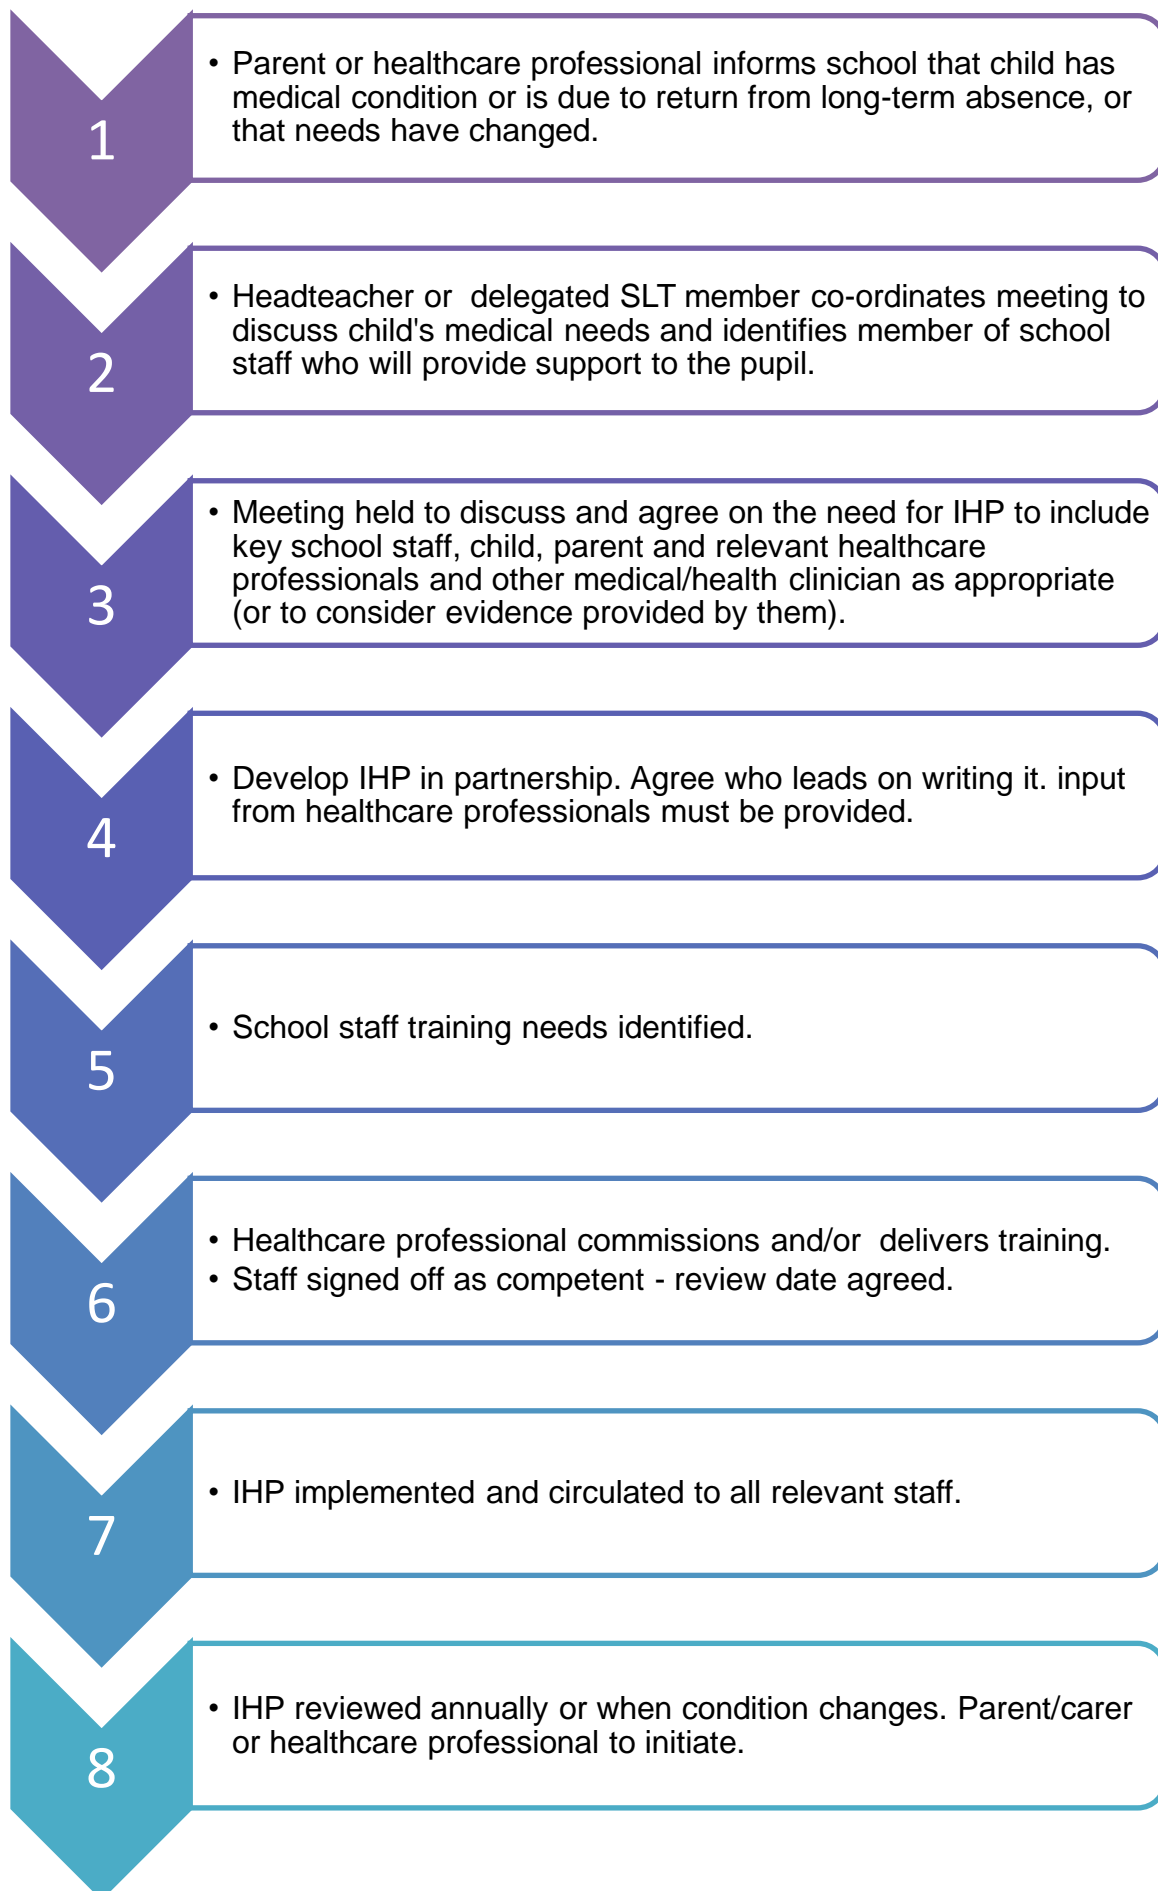 1
• Parent or healthcare professional informs school that child has
medical condition or is due to return from long-term absence, or
that needs have changed.
2
• Headteacher or  delegated SLT member co-ordinates meeting to
discuss child's medical needs and identifies member of school
staff who will provide support to the pupil.
3
• Meeting held to discuss and agree on the need for IHP to include
key school staff, child, parent and relevant healthcare
professionals and other medical/health clinician as appropriate
(or to consider evidence provided by them).
4
• Develop IHP in partnership. Agree who leads on writing it. input
from healthcare professionals must be provided.
5
• School staff training needs identified.
6
• Healthcare professional commissions and/or  delivers training.
• Staff signed off as competent - review date agreed.
7
• IHP implemented and circulated to all relevant staff.
8
• IHP reviewed annually or when condition changes. Parent/carer
or healthcare professional to initiate.